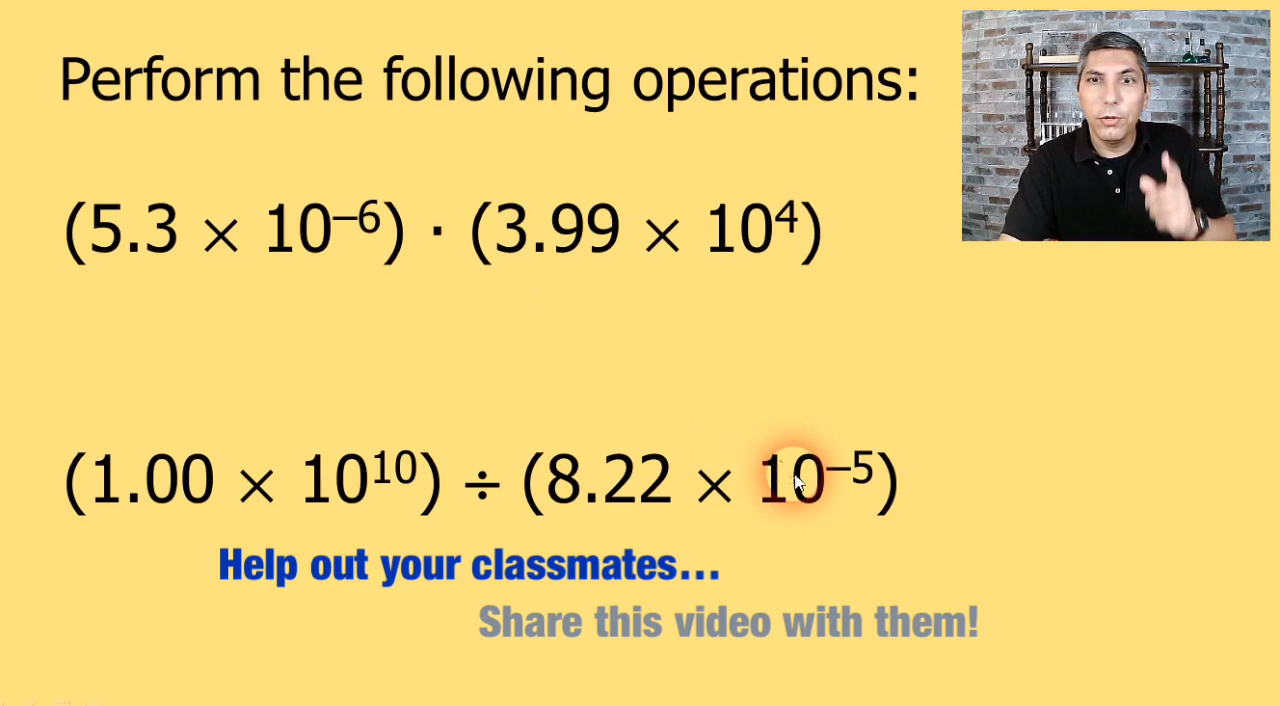 Perform the following operations:
(5.3 × 10⁻⁶) · (3.99 × 10⁴)
(1.00 × 10¹⁰) ÷ (8.22 × 10⁻⁵)
Help out your classmates...
Share this video with them!